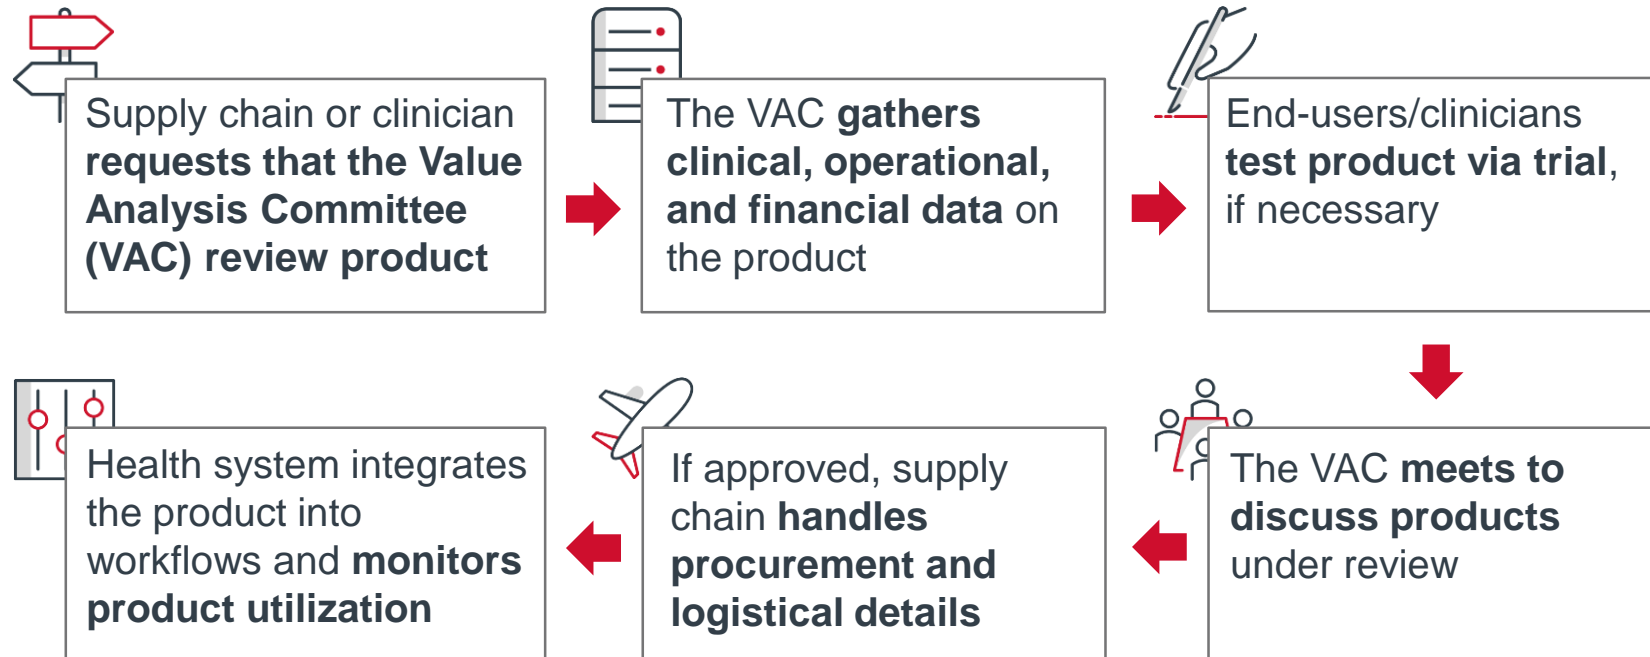 Supply chain or clinician
requests that the Value
Analysis Committee
(VAC) review product
The VAC gathers
clinical, operational,
and financial data on
the product
End-users/clinicians
test product via trial,
if necessary
The VAC meets to
discuss products
under review
If approved, supply
chain handles
procurement and
logistical details
Health system integrates
the product into
workflows and monitors
product utilization